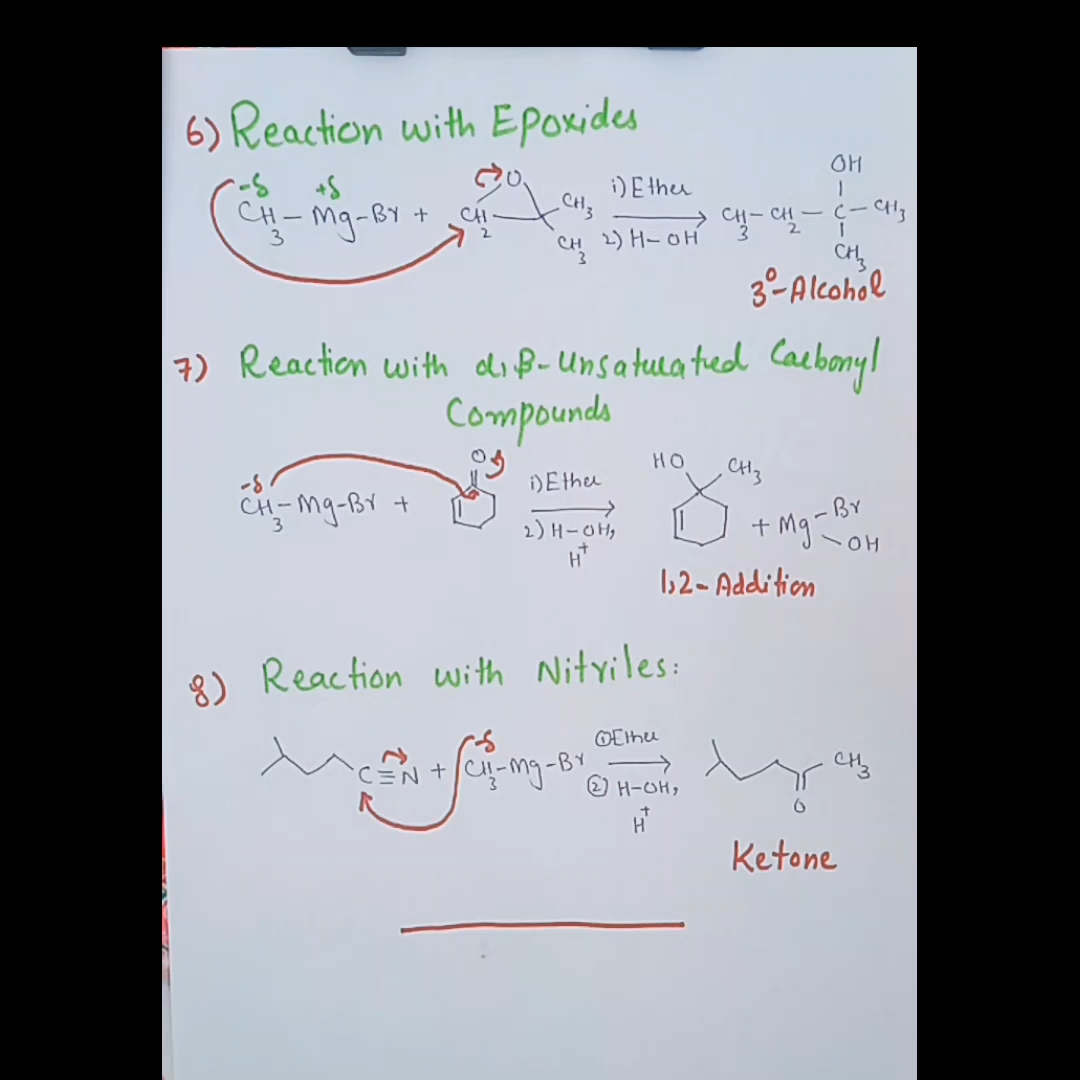 6) Reaction with Epoxides
-δ +δ O OH
CH3-Mg-Br + CH2 CH3 i) Ether CH3-CH2-C-CH3
CH3 2) H-OH CH3
3°-Alcohol
7) Reaction with α,β-Unsaturated Carbonyl
Compounds
-δ O i) Ether HO CH3
CH3-Mg-Br + 2) H-OH, + Mg-Br
H+ OH
1,2-Addition
8) Reaction with Nitriles:
-δ ① Ether
C≡N + CH3-Mg-Br ② H-OH, CH3
H+ O
Ketone